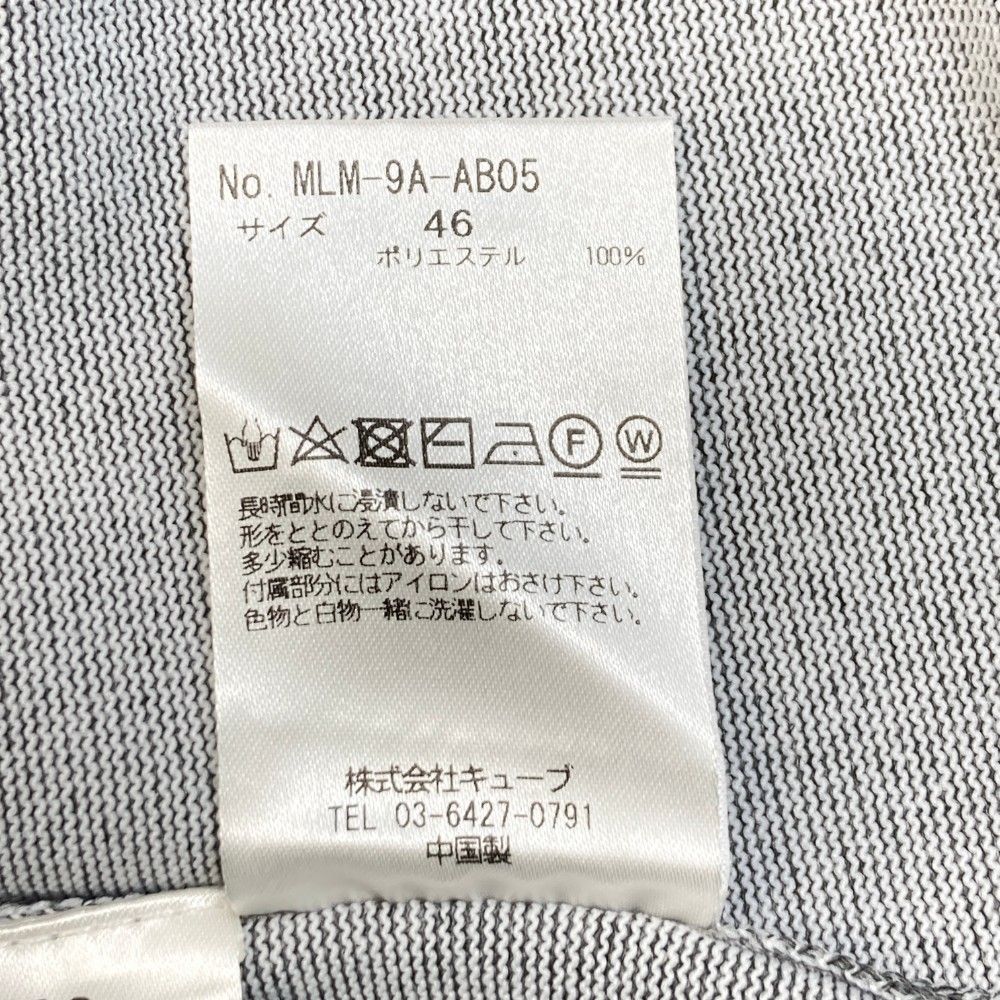 No. MLM-9A-AB05
サイズ 46
ポリエステル 100%
F W
長時間水に浸漬しないで下さい。
形をととのえてから干して下さい。
多少縮むことがあります。
付属部分にはアイロンはおさけ下さい。
色物と白物一緒に洗濯しないで下さい。
株式会社キューブ
TEL 03-6427-0791
中国製